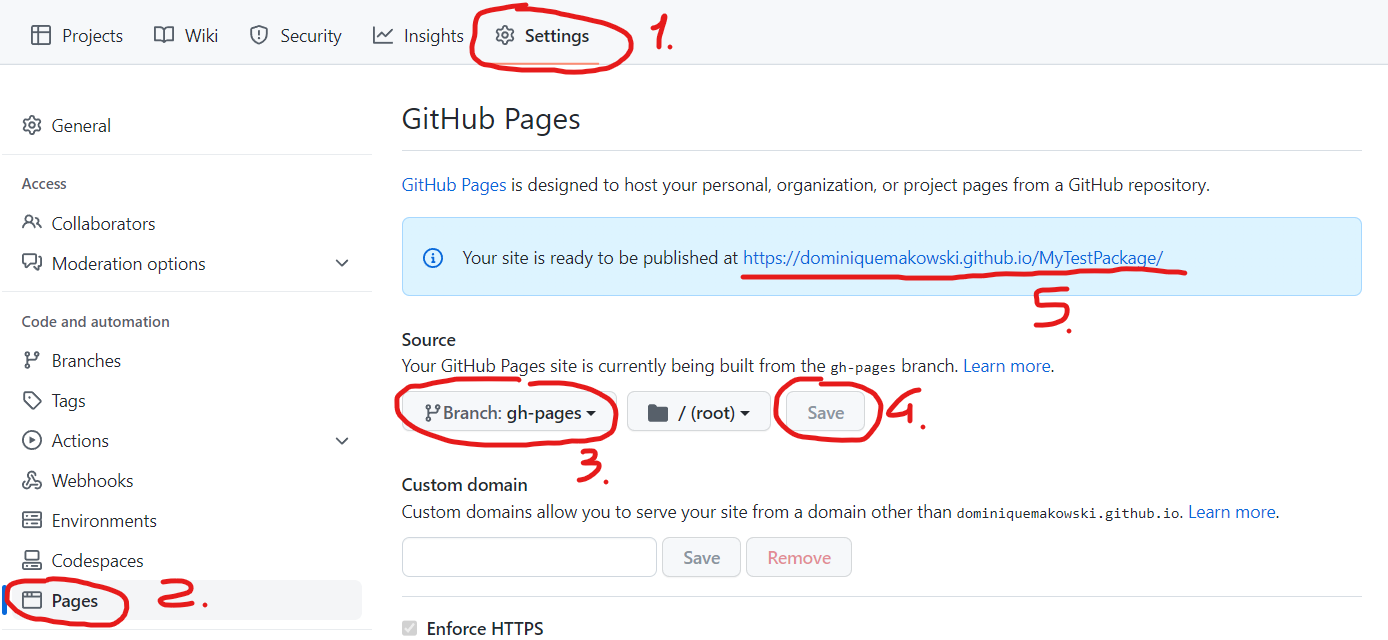 Projects Wiki Security Insights Settings 1.
General
Access
Collaborators
Moderation options
Code and automation
Branches
Tags
Actions
Webhooks
Environments
Codespaces
Pages 2.
GitHub Pages
GitHub Pages is designed to host your personal, organization, or project pages from a GitHub repository.
Your site is ready to be published at https://dominiquemakowski.github.io/MyTestPackage/
5.
Source
Your GitHub Pages site is currently being built from the gh-pages branch. Learn more.
Branch: gh-pages / (root) Save 4.
3.
Custom domain
Custom domains allow you to serve your site from a domain other than dominiquemakowski.github.io. Learn more.
Save Remove
Enforce HTTPS